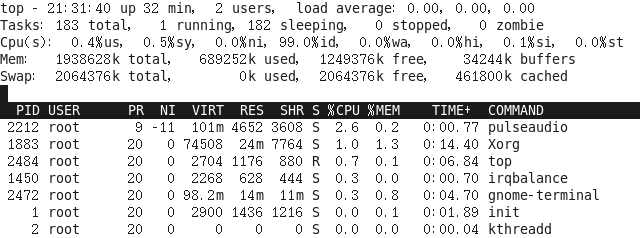 top - 21:31:40 up 32 min,  2 users,  load average: 0.00, 0.00, 0.00
Tasks: 183 total,   1 running, 182 sleeping,   0 stopped,   0 zombie
Cpu(s):  0.4%us,  0.5%sy,  0.0%ni, 99.0%id,  0.0%wa,  0.0%hi,  0.1%si,  0.0%st
Mem:   1938628k total,   689252k used,  1249376k free,    34244k buffers
Swap:  2064376k total,        0k used,  2064376k free,   461800k cached
PID USER      PR  NI  VIRT  RES  SHR S %CPU %MEM    TIME+  COMMAND
2212 root       9 -11  101m 4652 3608 S  2.6  0.2   0:00.77 pulseaudio
1883 root      20   0 74508  24m 7764 S  1.0  1.3   0:14.40 Xorg
2484 root      20   0  2704 1176  880 R  0.7  0.1   0:06.84 top
1450 root      20   0  2268  628  444 S  0.3  0.0   0:00.70 irqbalance
2472 root      20   0 98.2m  14m  11m S  0.3  0.8   0:04.70 gnome-terminal
1 root      20   0  2900 1436 1216 S  0.0  0.1   0:01.89 init
2 root      20   0     0    0    0 S  0.0  0.0   0:00.04 kthreadd